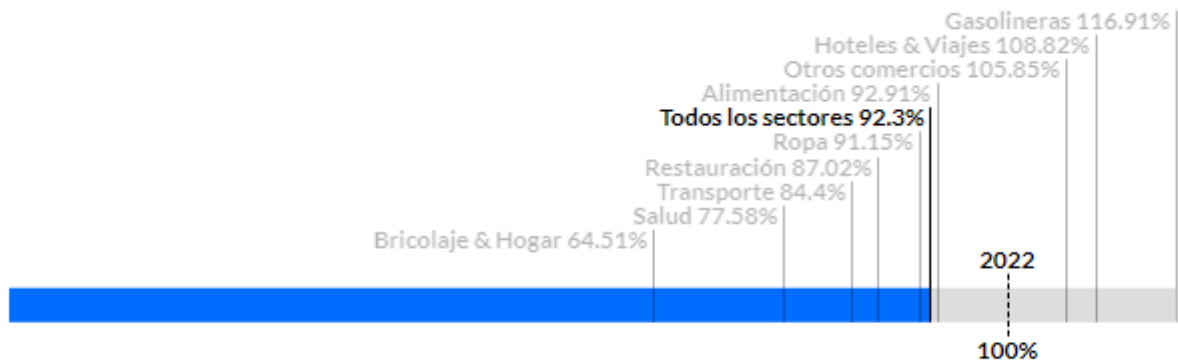 Gasolineras 116.91%
Hoteles & Viajes 108.82%
Otros comercios 105.85%
Alimentación 92.91%
Todos los sectores 92.3%
Ropa 91.15%
Restauración 87.02%
Transporte 84.4%
Salud 77.58%
Bricolaje & Hogar 64.51%
2022
100%